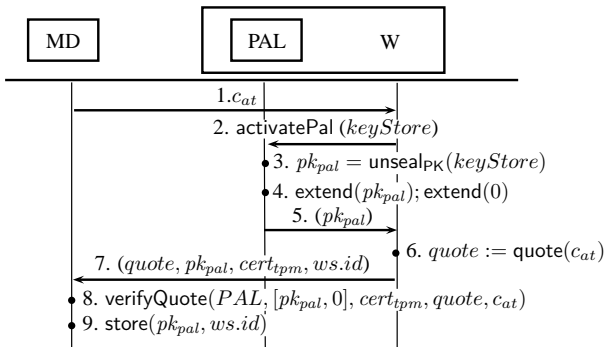 MD PAL W
1. c_at
2. activatePal (keyStore)
3. pk_pal = unseal_PK(keyStore)
4. extend(pk_pal); extend(0)
5. (pk_pal)
6. quote := quote(c_at)
7. (quote, pk_pal, cert_tpm, ws.id)
8. verifyQuote(PAL, [pk_pal, 0], cert_tpm, quote, c_at)
9. store(pk_pal, ws.id)